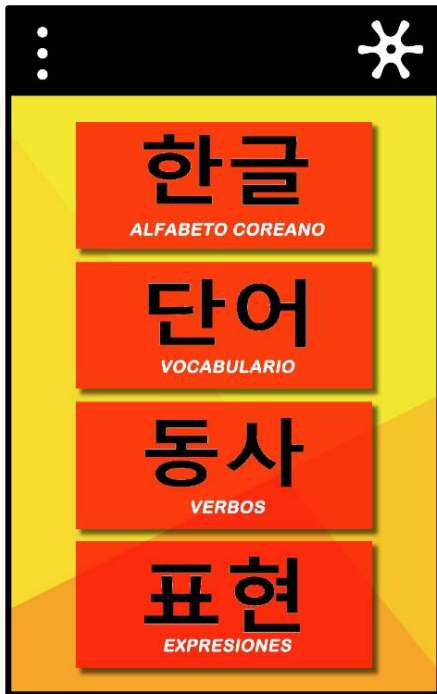 한글
ALFABETO COREANO
단어
VOCABULARIO
동사
VERBOS
표현
EXPRESIONES